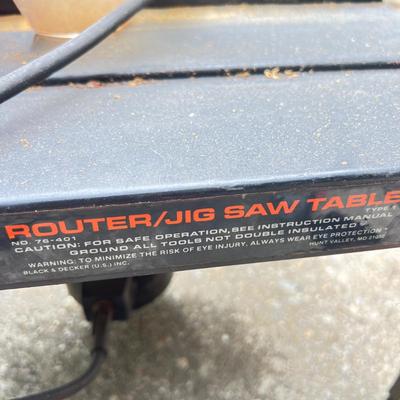 ROUTER/JIG SAW TABLE
NO. 76-401 TYPE 1
CAUTION: FOR SAFE OPERATION, SEE INSTRUCTION MANUAL
GROUND ALL TOOLS NOT DOUBLE INSULATED
WARNING: TO MINIMIZE THE RISK OF EYE INJURY, ALWAYS WEAR EYE PROTECTION
BLACK & DECKER (U.S.) INC. HUNT VALLEY, MD